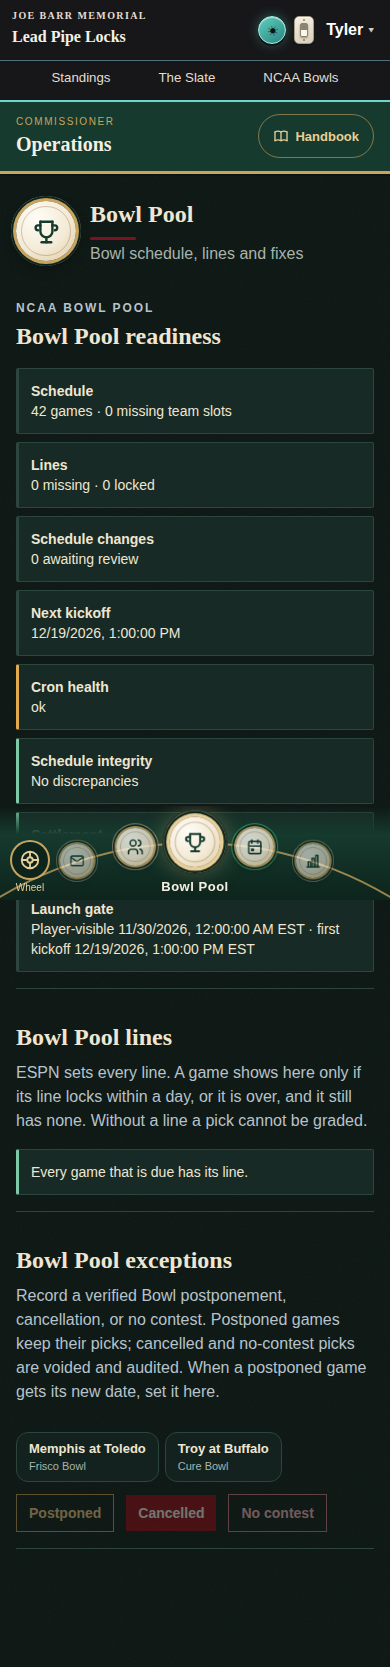 JOE BARR MEMORIAL
Lead Pipe Locks
Tyler
Standings
The Slate
NCAA Bowls
COMMISSIONER
Operations
Handbook
Bowl Pool
Bowl schedule, lines and fixes
NCAA BOWL POOL
Bowl Pool readiness
Schedule
42 games · 0 missing team slots
Lines
0 missing · 0 locked
Schedule changes
0 awaiting review
Next kickoff
12/19/2026, 1:00:00 PM
Cron health
ok
Schedule integrity
No discrepancies
Settlement
Wheel
Bowl Pool
Launch gate
Player-visible 11/30/2026, 12:00:00 AM EST · first
kickoff 12/19/2026, 1:00:00 PM EST
Bowl Pool lines
ESPN sets every line. A game shows here only if
its line locks within a day, or it is over, and it still
has none. Without a line a pick cannot be graded.
Every game that is due has its line.
Bowl Pool exceptions
Record a verified Bowl postponement,
cancellation, or no contest. Postponed games
keep their picks; cancelled and no-contest picks
are voided and audited. When a postponed game
gets its new date, set it here.
Memphis at Toledo
Frisco Bowl
Troy at Buffalo
Cure Bowl
Postponed
Cancelled
No contest